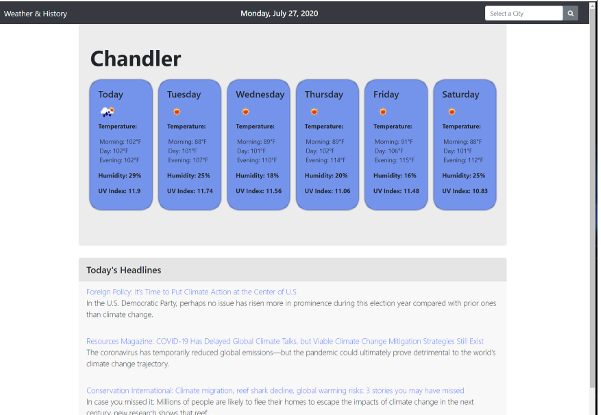 Weather & History
Monday, July 27, 2020
Select a City
Chandler
Today
Temperature:
Morning: 102°F
Day: 102°F
Evening: 102°F
Humidity: 29%
UV Index: 11.9
Tuesday
Temperature:
Morning: 88°F
Day: 101°F
Evening: 107°F
Humidity: 25%
UV Index: 11.74
Wednesday
Temperature:
Morning: 89°F
Day: 101°F
Evening: 110°F
Humidity: 18%
UV Index: 11.56
Thursday
Temperature:
Morning: 89°F
Day: 102°F
Evening: 114°F
Humidity: 20%
UV Index: 11.06
Friday
Temperature:
Morning: 91°F
Day: 106°F
Evening: 115°F
Humidity: 16%
UV Index: 11.48
Saturday
Temperature:
Morning: 88°F
Day: 101°F
Evening: 112°F
Humidity: 25%
UV Index: 10.83
Today's Headlines
Foreign Policy: It's Time to Put Climate Action at the Center of U.S
In the U.S. Democratic Party, perhaps no issue has risen more in prominence during this election year compared with prior ones
than climate change.
Resources Magazine: COVID-19 Has Delayed Global Climate Talks, but Viable Climate Change Mitigation Strategies Still Exist
The coronavirus has temporarily reduced global emissions—but the pandemic could ultimately prove detrimental to the world's
climate change trajectory.
Conservation International: Climate migration, reef shark decline, global warming risks: 3 stories you may have missed
In case you missed it: Millions of people are likely to flee their homes to escape the impacts of climate change in the next
century, new research shows that reef